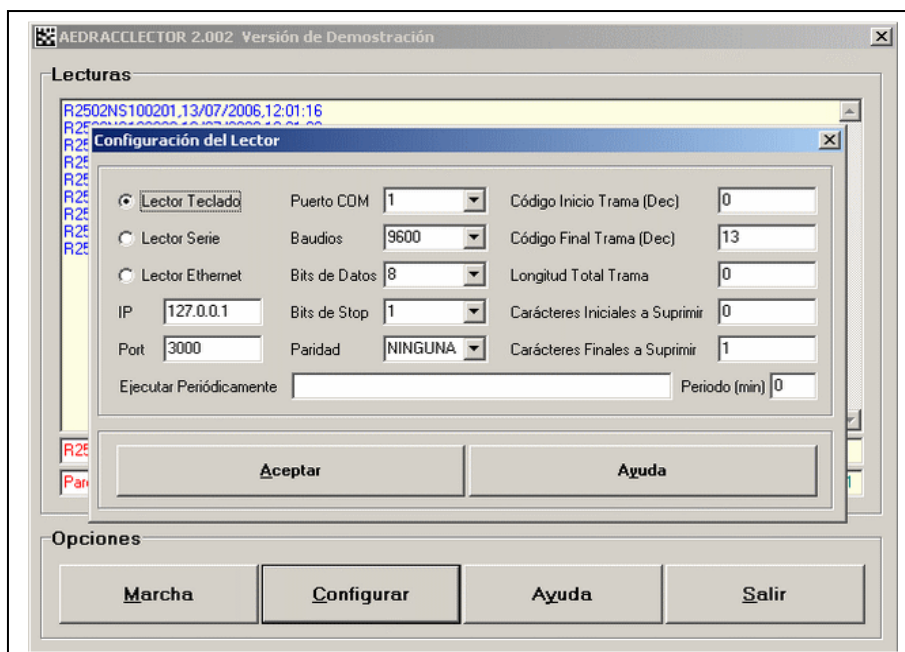 AEDRACCLECTOR 2.002 Versión de Demostración
Lecturas
R2502NS100201,13/07/2006,12:01:16
Configuración del Lector
Lector Teclado Puerto COM 1 Código Inicio Trama (Dec) 0
Lector Serie Baudios 9600 Código Final Trama (Dec) 13
Lector Ethernet Bits de Datos 8 Longitud Total Trama 0
IP 127.0.0.1 Bits de Stop 1 Carácteres Iniciales a Suprimir 0
Port 3000 Paridad NINGUNA Carácteres Finales a Suprimir 1
Ejecutar Periódicamente Periodo (min) 0
Aceptar Ayuda
Opciones
Marcha Configurar Ayuda Salir